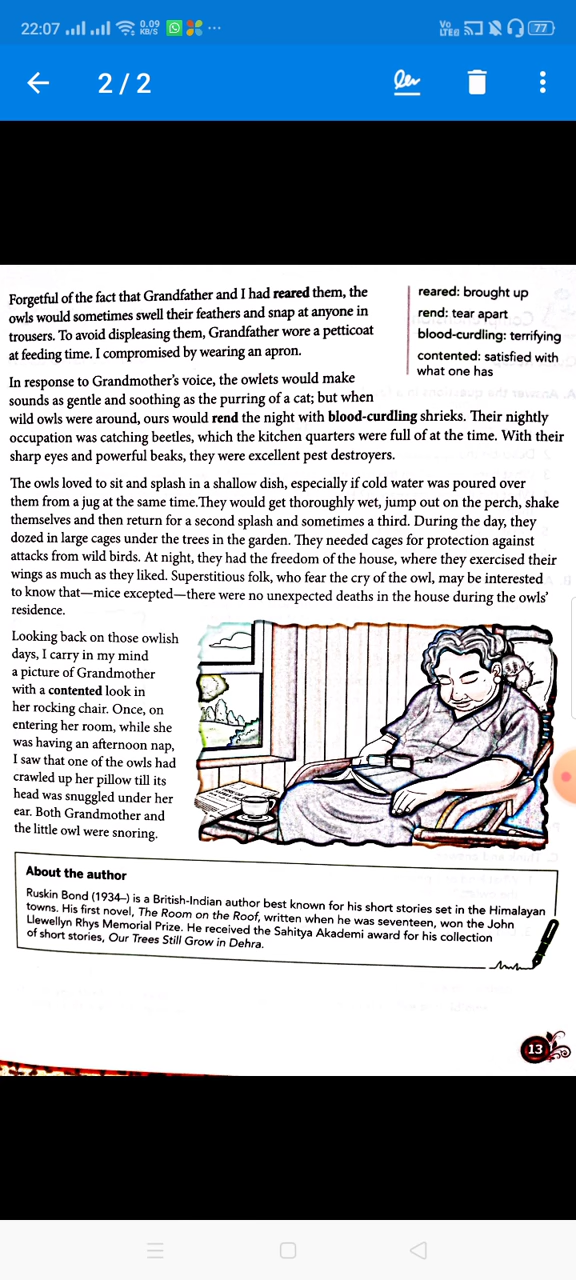 22:07
0.09
KB/S
Vo
LTE
77
2 / 2
Forgetful of the fact that Grandfather and I had reared them, the
owls would sometimes swell their feathers and snap at anyone in
trousers. To avoid displeasing them, Grandfather wore a petticoat
at feeding time. I compromised by wearing an apron.
reared: brought up
rend: tear apart
blood-curdling: terrifying
contented: satisfied with
what one has
In response to Grandmother's voice, the owlets would make
sounds as gentle and soothing as the purring of a cat; but when
wild owls were around, ours would rend the night with blood-curdling shrieks. Their nightly
occupation was catching beetles, which the kitchen quarters were full of at the time. With their
sharp eyes and powerful beaks, they were excellent pest destroyers.
The owls loved to sit and splash in a shallow dish, especially if cold water was poured over
them from a jug at the same time.They would get thoroughly wet, jump out on the perch, shake
themselves and then return for a second splash and sometimes a third. During the day, they
dozed in large cages under the trees in the garden. They needed cages for protection against
attacks from wild birds. At night, they had the freedom of the house, where they exercised their
wings as much as they liked. Superstitious folk, who fear the cry of the owl, may be interested
to know that—mice excepted—there were no unexpected deaths in the house during the owls'
residence.
Looking back on those owlish
days, I carry in my mind
a picture of Grandmother
with a contented look in
her rocking chair. Once, on
entering her room, while she
was having an afternoon nap,
I saw that one of the owls had
crawled up her pillow till its
head was snuggled under her
ear. Both Grandmother and
the little owl were snoring.
About the author
Ruskin Bond (1934–) is a British-Indian author best known for his short stories set in the Himalayan
towns. His first novel, The Room on the Roof, written when he was seventeen, won the John
Llewellyn Rhys Memorial Prize. He received the Sahitya Akademi award for his collection
of short stories, Our Trees Still Grow in Dehra.
13